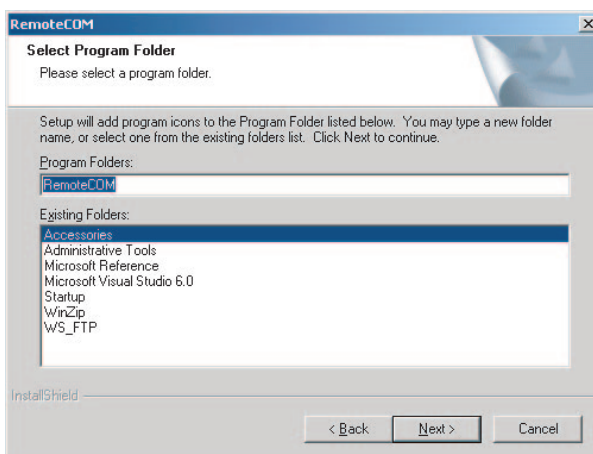 RemoteCOM
Select Program Folder
Please select a program folder.
Setup will add program icons to the Program Folder listed below. You may type a new folder
name, or select one from the existing folders list. Click Next to continue.
Program Folders:
RemoteCOM
Existing Folders:
Accessories
Administrative Tools
Microsoft Reference
Microsoft Visual Studio 6.0
Startup
WinZip
WS_FTP
InstallShield
< Back Next > Cancel